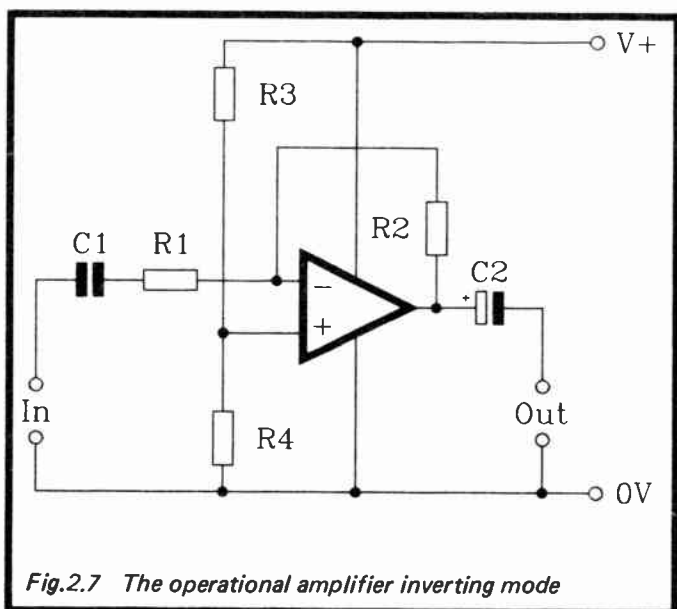 V+
R3
R2
C1 R1
C2
−
+
+
In
Out
R4
0V
Fig.2.7 The operational amplifier inverting mode